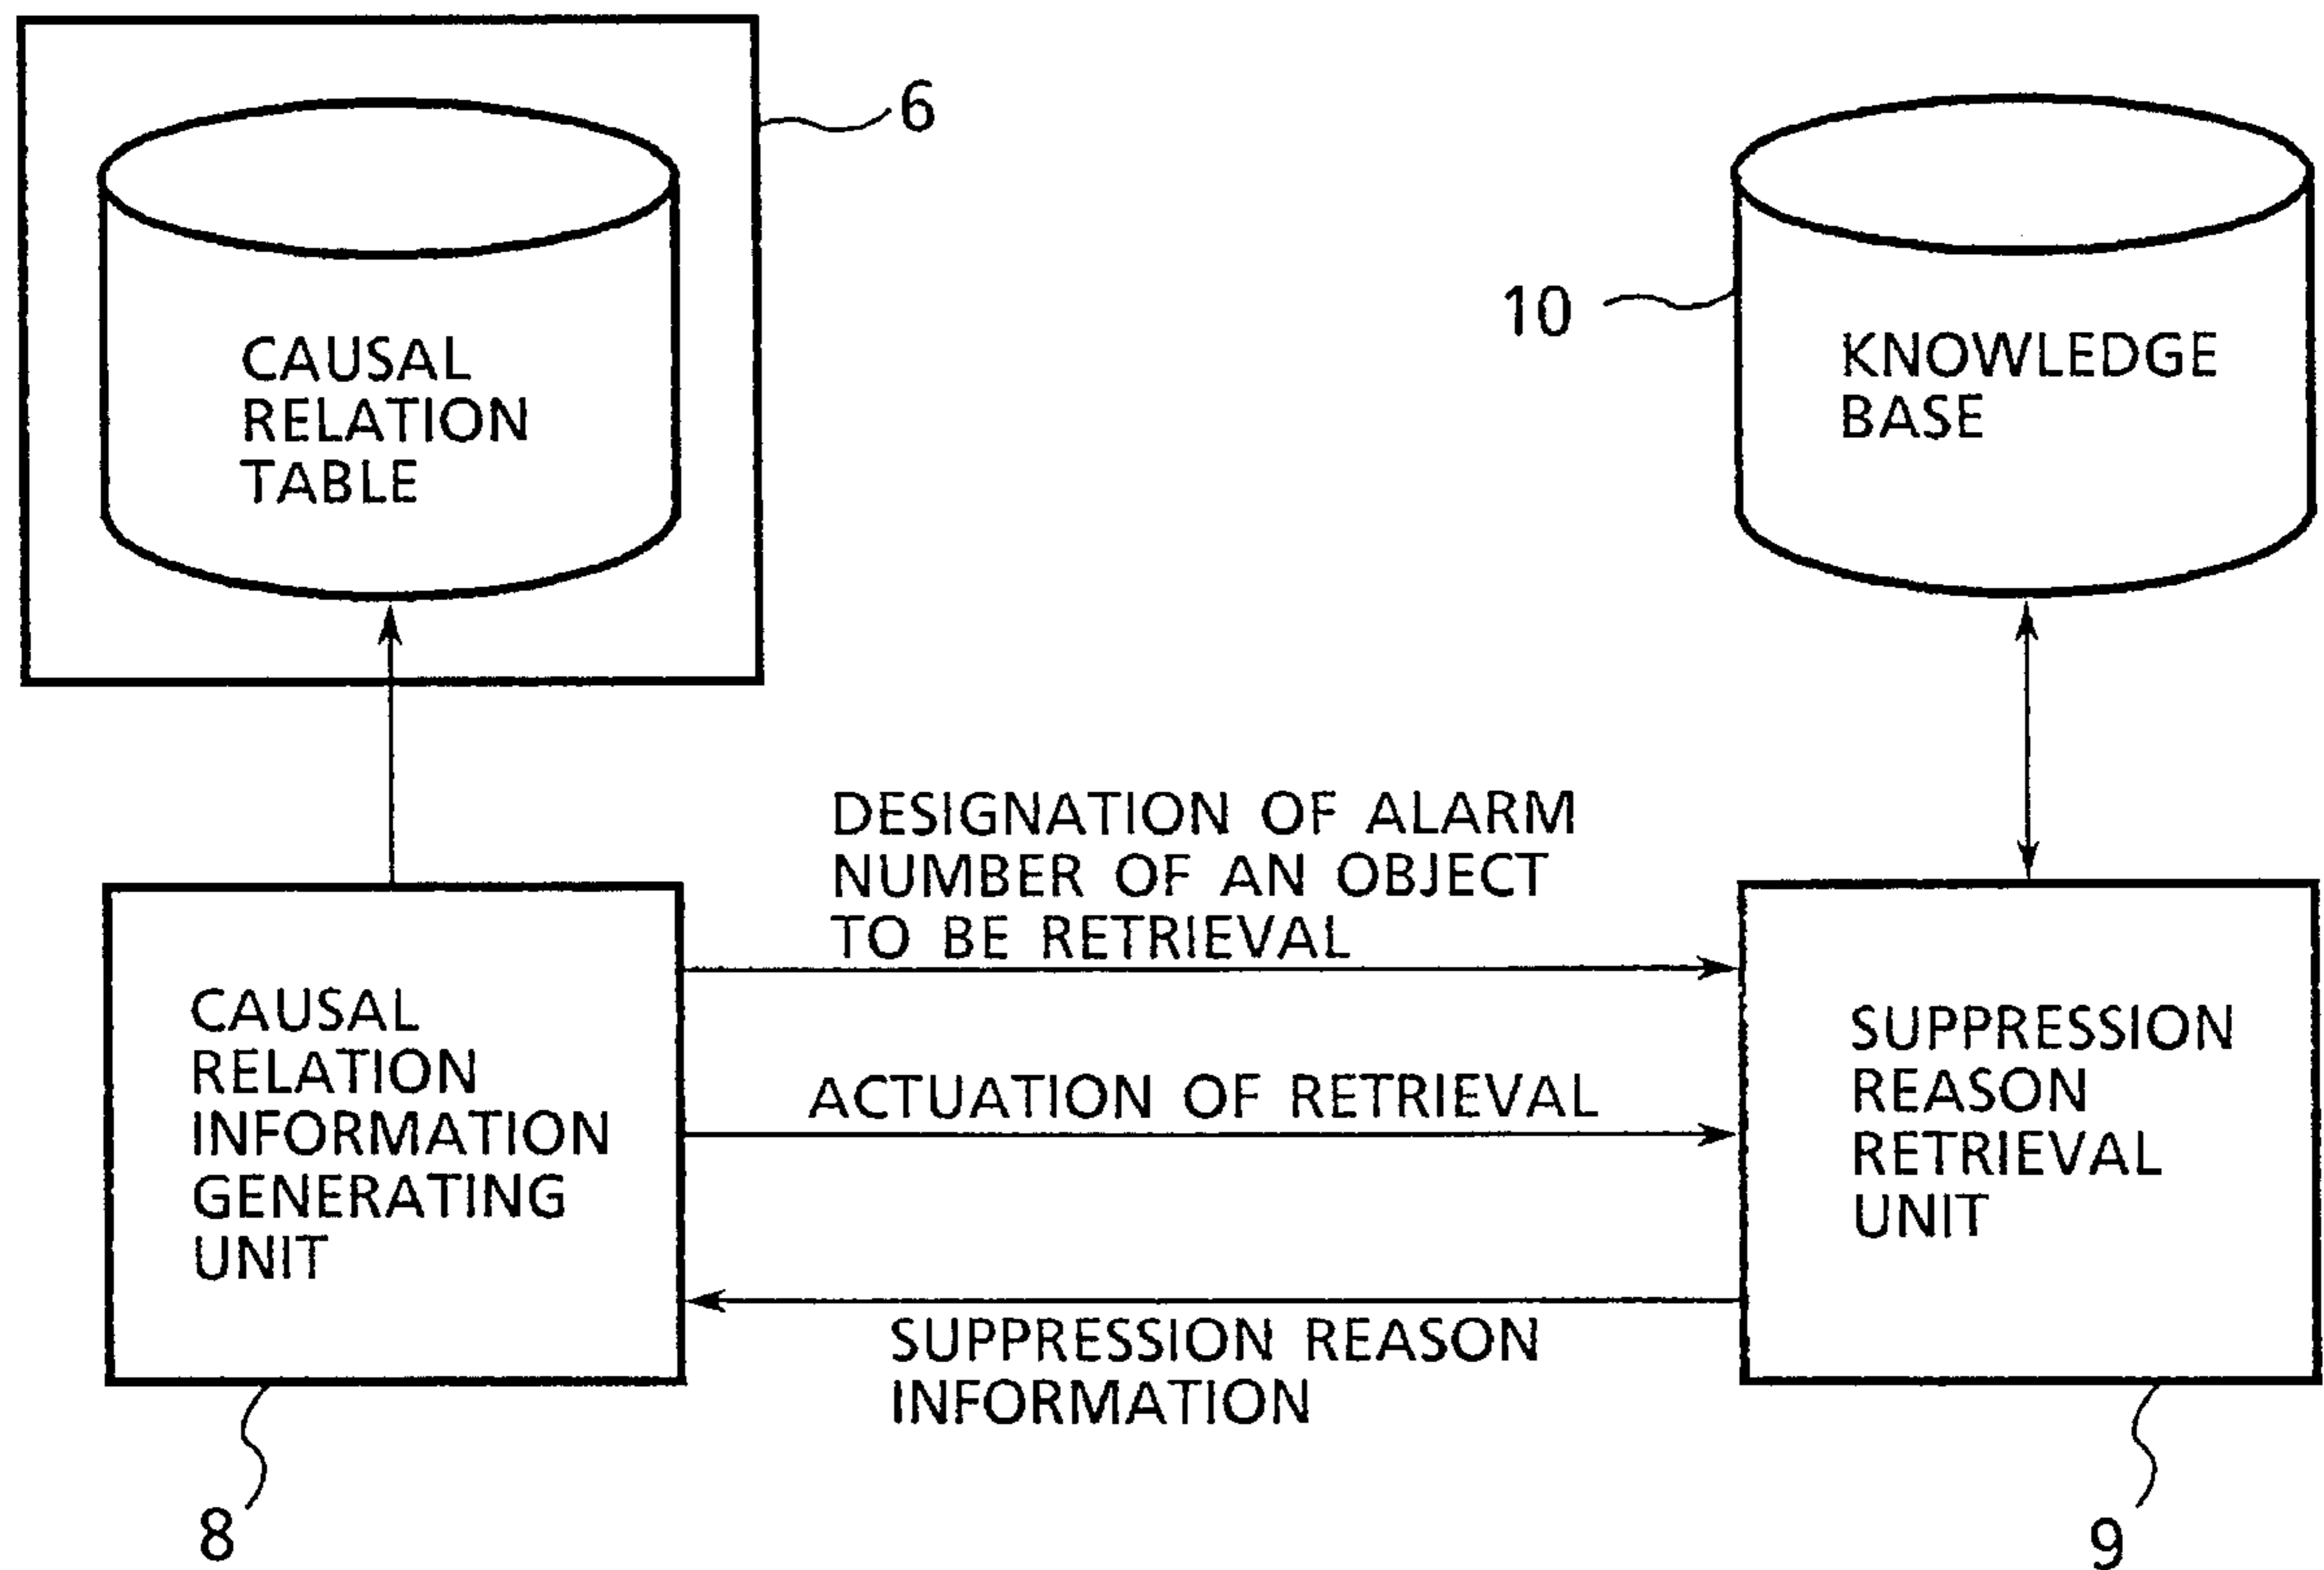 6
CAUSAL
RELATION
TABLE
10
KNOWLEDGE
BASE
DESIGNATION OF ALARM
NUMBER OF AN OBJECT
TO BE RETRIEVAL
CAUSAL
RELATION
INFORMATION
GENERATING
UNIT
ACTUATION OF RETRIEVAL
SUPPRESSION
REASON
RETRIEVAL
UNIT
SUPPRESSION REASON
INFORMATION
8
9